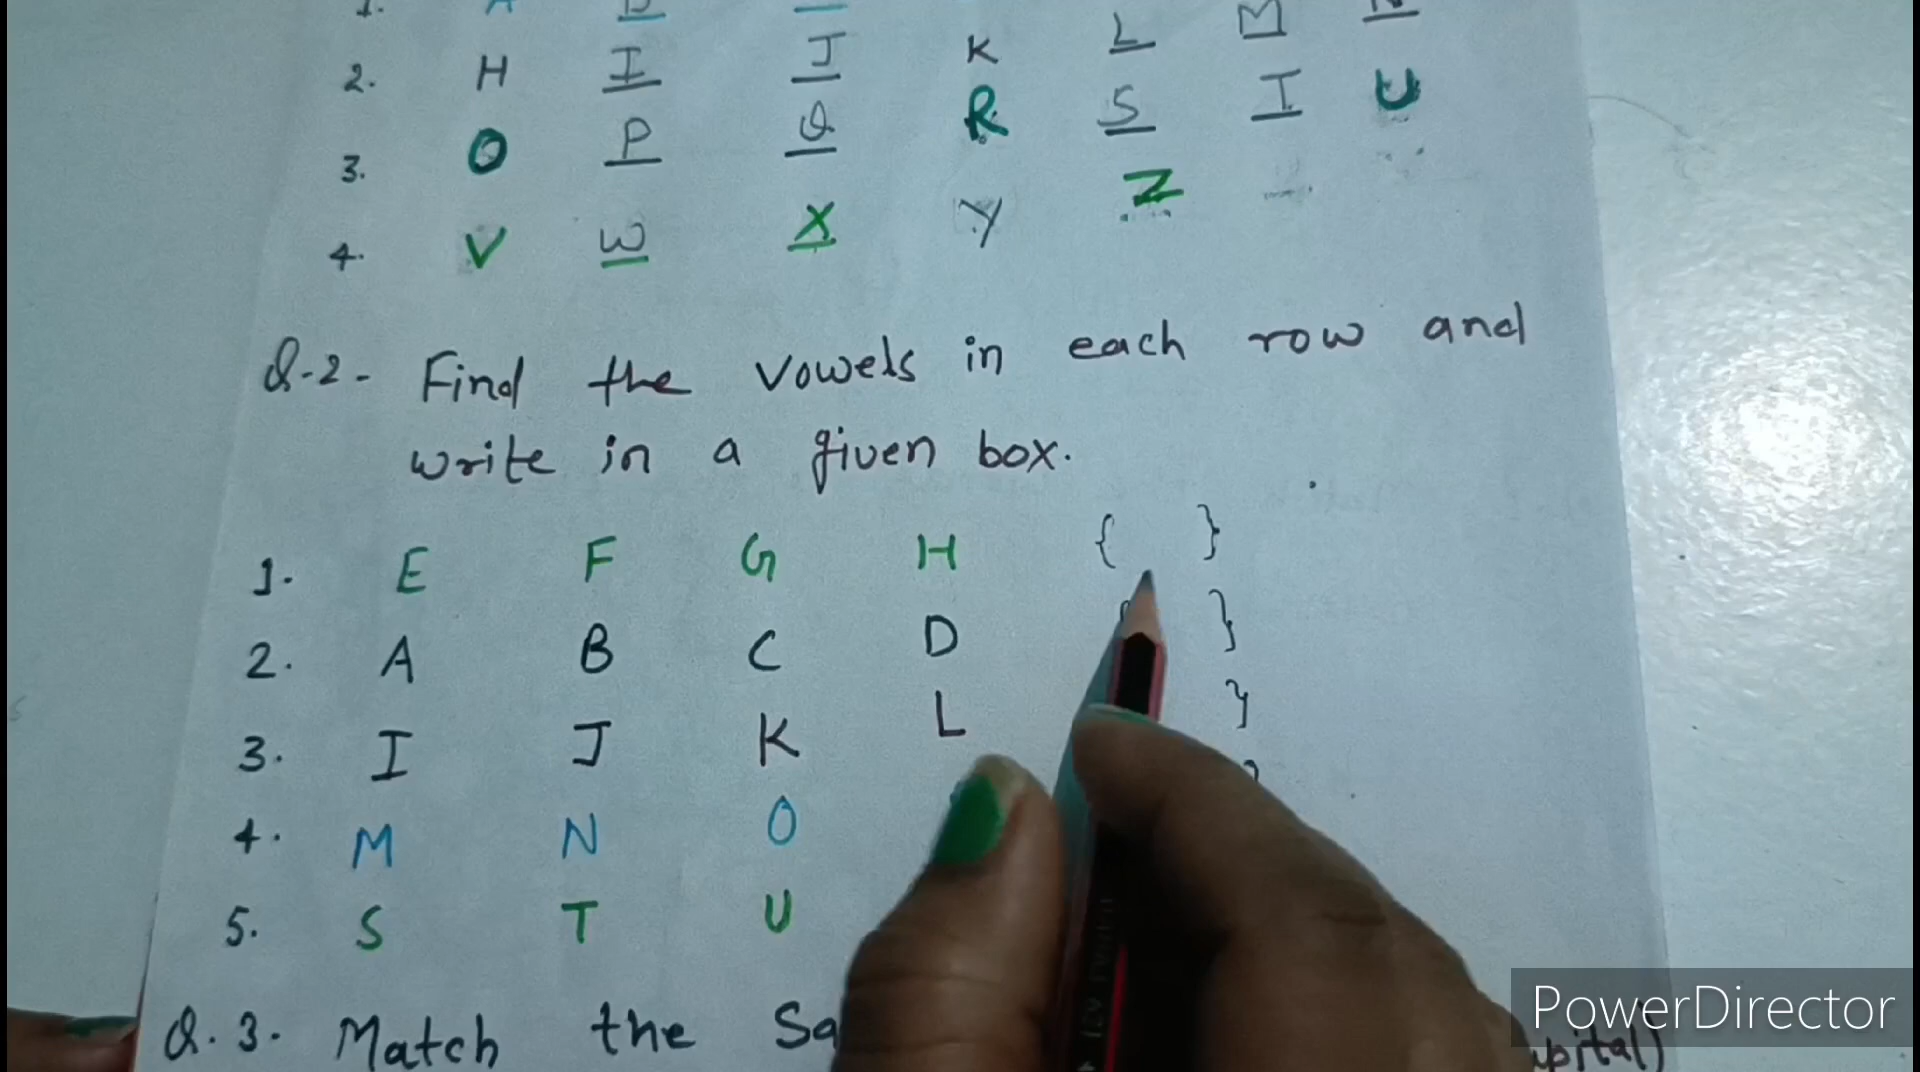 1. A
2. H I J K L M
3. O P Q R S I U
4. V W X Y Z
Q-2- Find the vowels in each row and
write in a given box.
1. E F G H { }
2. A B C D }
3. I J K L }
4. M N O
5. S T U
Q.3. Match the
PowerDirector